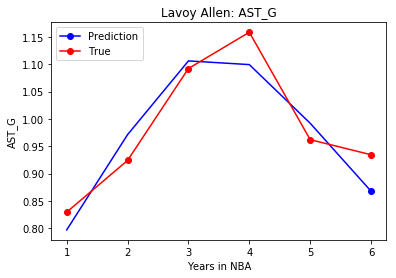 Lavoy Allen: AST_G
Prediction
True
AST_G
1.15
1.10
1.05
1.00
0.95
0.90
0.85
0.80
1 2 3 4 5 6
Years in NBA